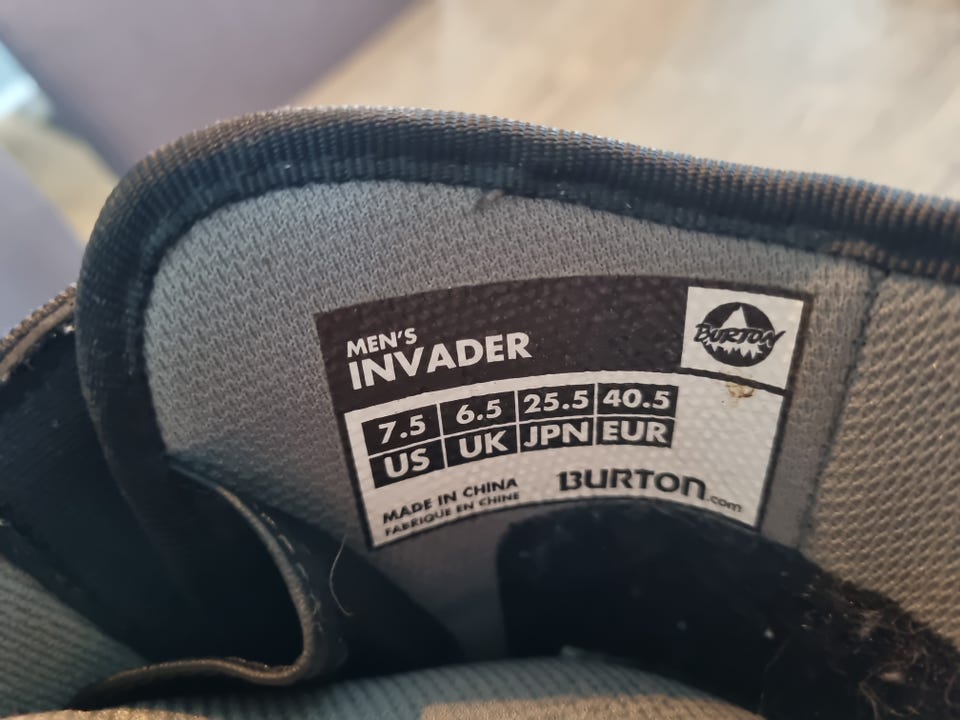 MEN'S
INVADER
BURTON
7.5 6.5 25.5 40.5
US UK JPN EUR
MADE IN CHINA
FABRIQUE EN CHINE
BURTON.com